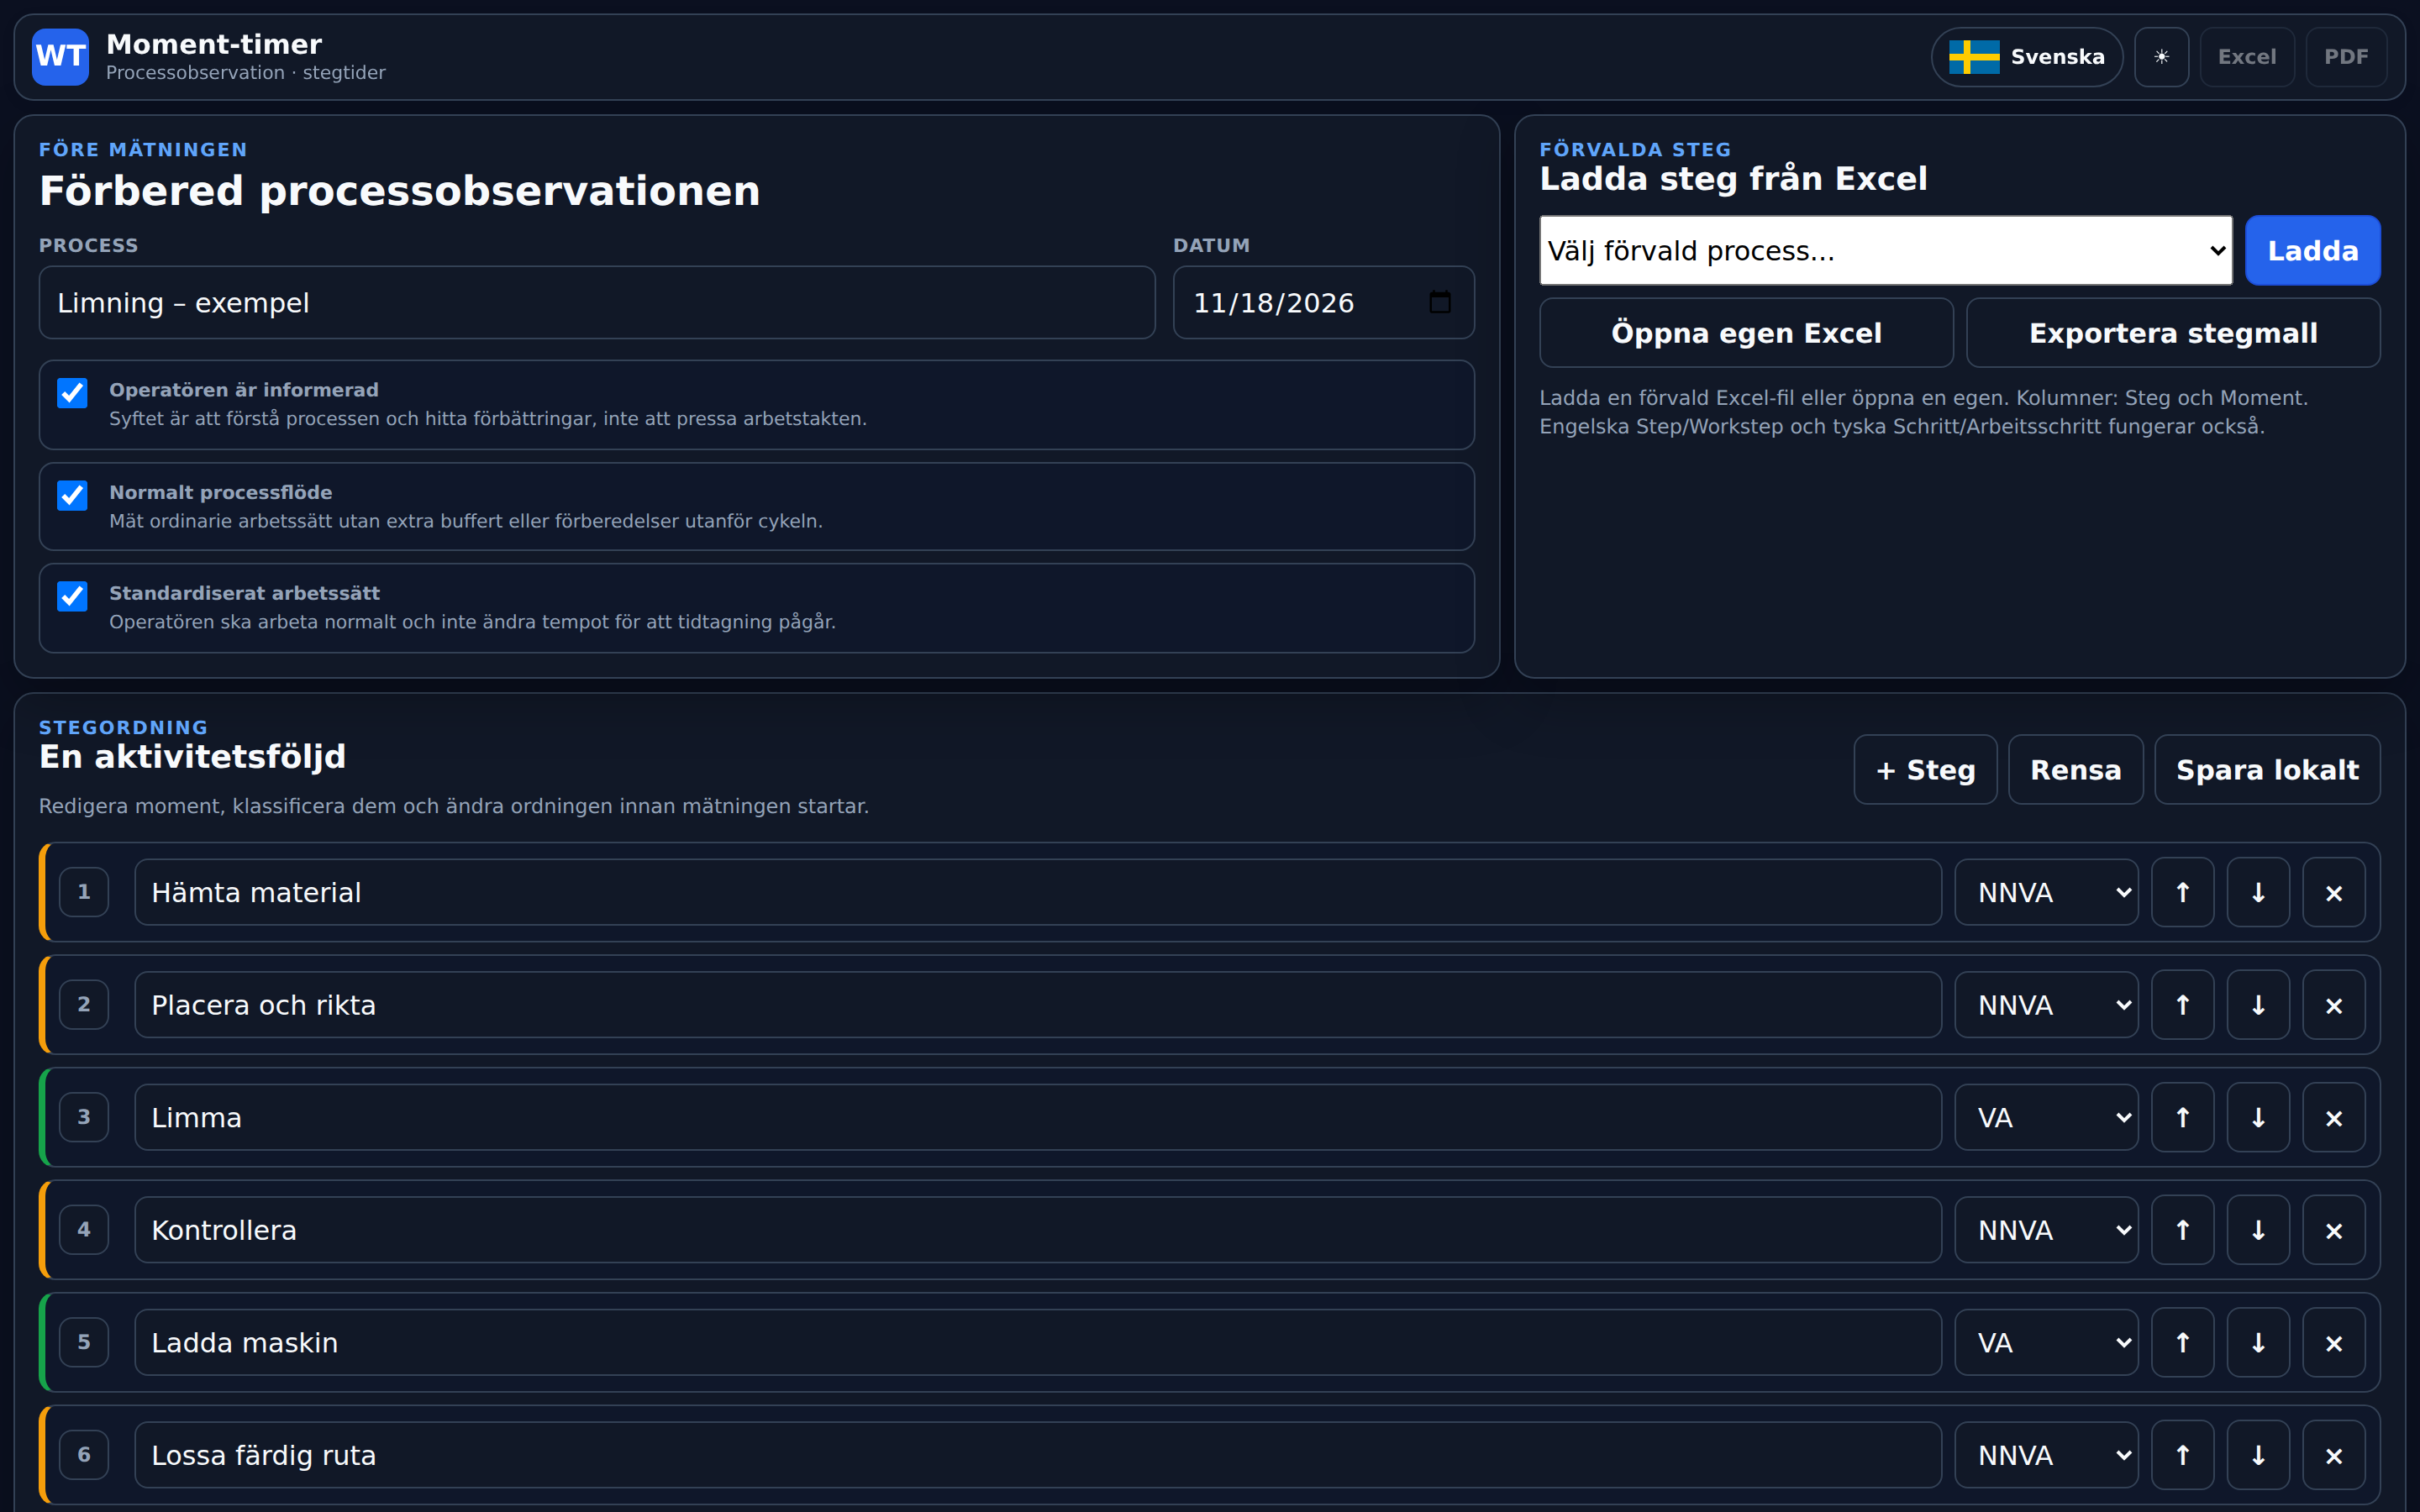 WT
Moment-timer
Processobservation · stegtider
Svenska
☀
Excel
PDF
FÖRE MÄTNINGEN
Förbered processobservationen
PROCESS
DATUM
Limning – exempel
11/18/2026
Operatören är informerad
Syftet är att förstå processen och hitta förbättringar, inte att pressa arbetstakten.
Normalt processflöde
Mät ordinarie arbetssätt utan extra buffert eller förberedelser utanför cykeln.
Standardiserat arbetssätt
Operatören ska arbeta normalt och inte ändra tempot för att tidtagning pågår.
FÖRVALDA STEG
Ladda steg från Excel
Välj förvald process...
Ladda
Öppna egen Excel
Exportera stegmall
Ladda en förvald Excel-fil eller öppna en egen. Kolumner: Steg och Moment.
Engelska Step/Workstep och tyska Schritt/Arbeitsschritt fungerar också.
STEGORDNING
En aktivitetsföljd
Redigera moment, klassificera dem och ändra ordningen innan mätningen startar.
+ Steg
Rensa
Spara lokalt
1 Hämta material NNVA ↑ ↓ ×
2 Placera och rikta NNVA ↑ ↓ ×
3 Limma VA ↑ ↓ ×
4 Kontrollera NNVA ↑ ↓ ×
5 Ladda maskin VA ↑ ↓ ×
6 Lossa färdig ruta NNVA ↑ ↓ ×